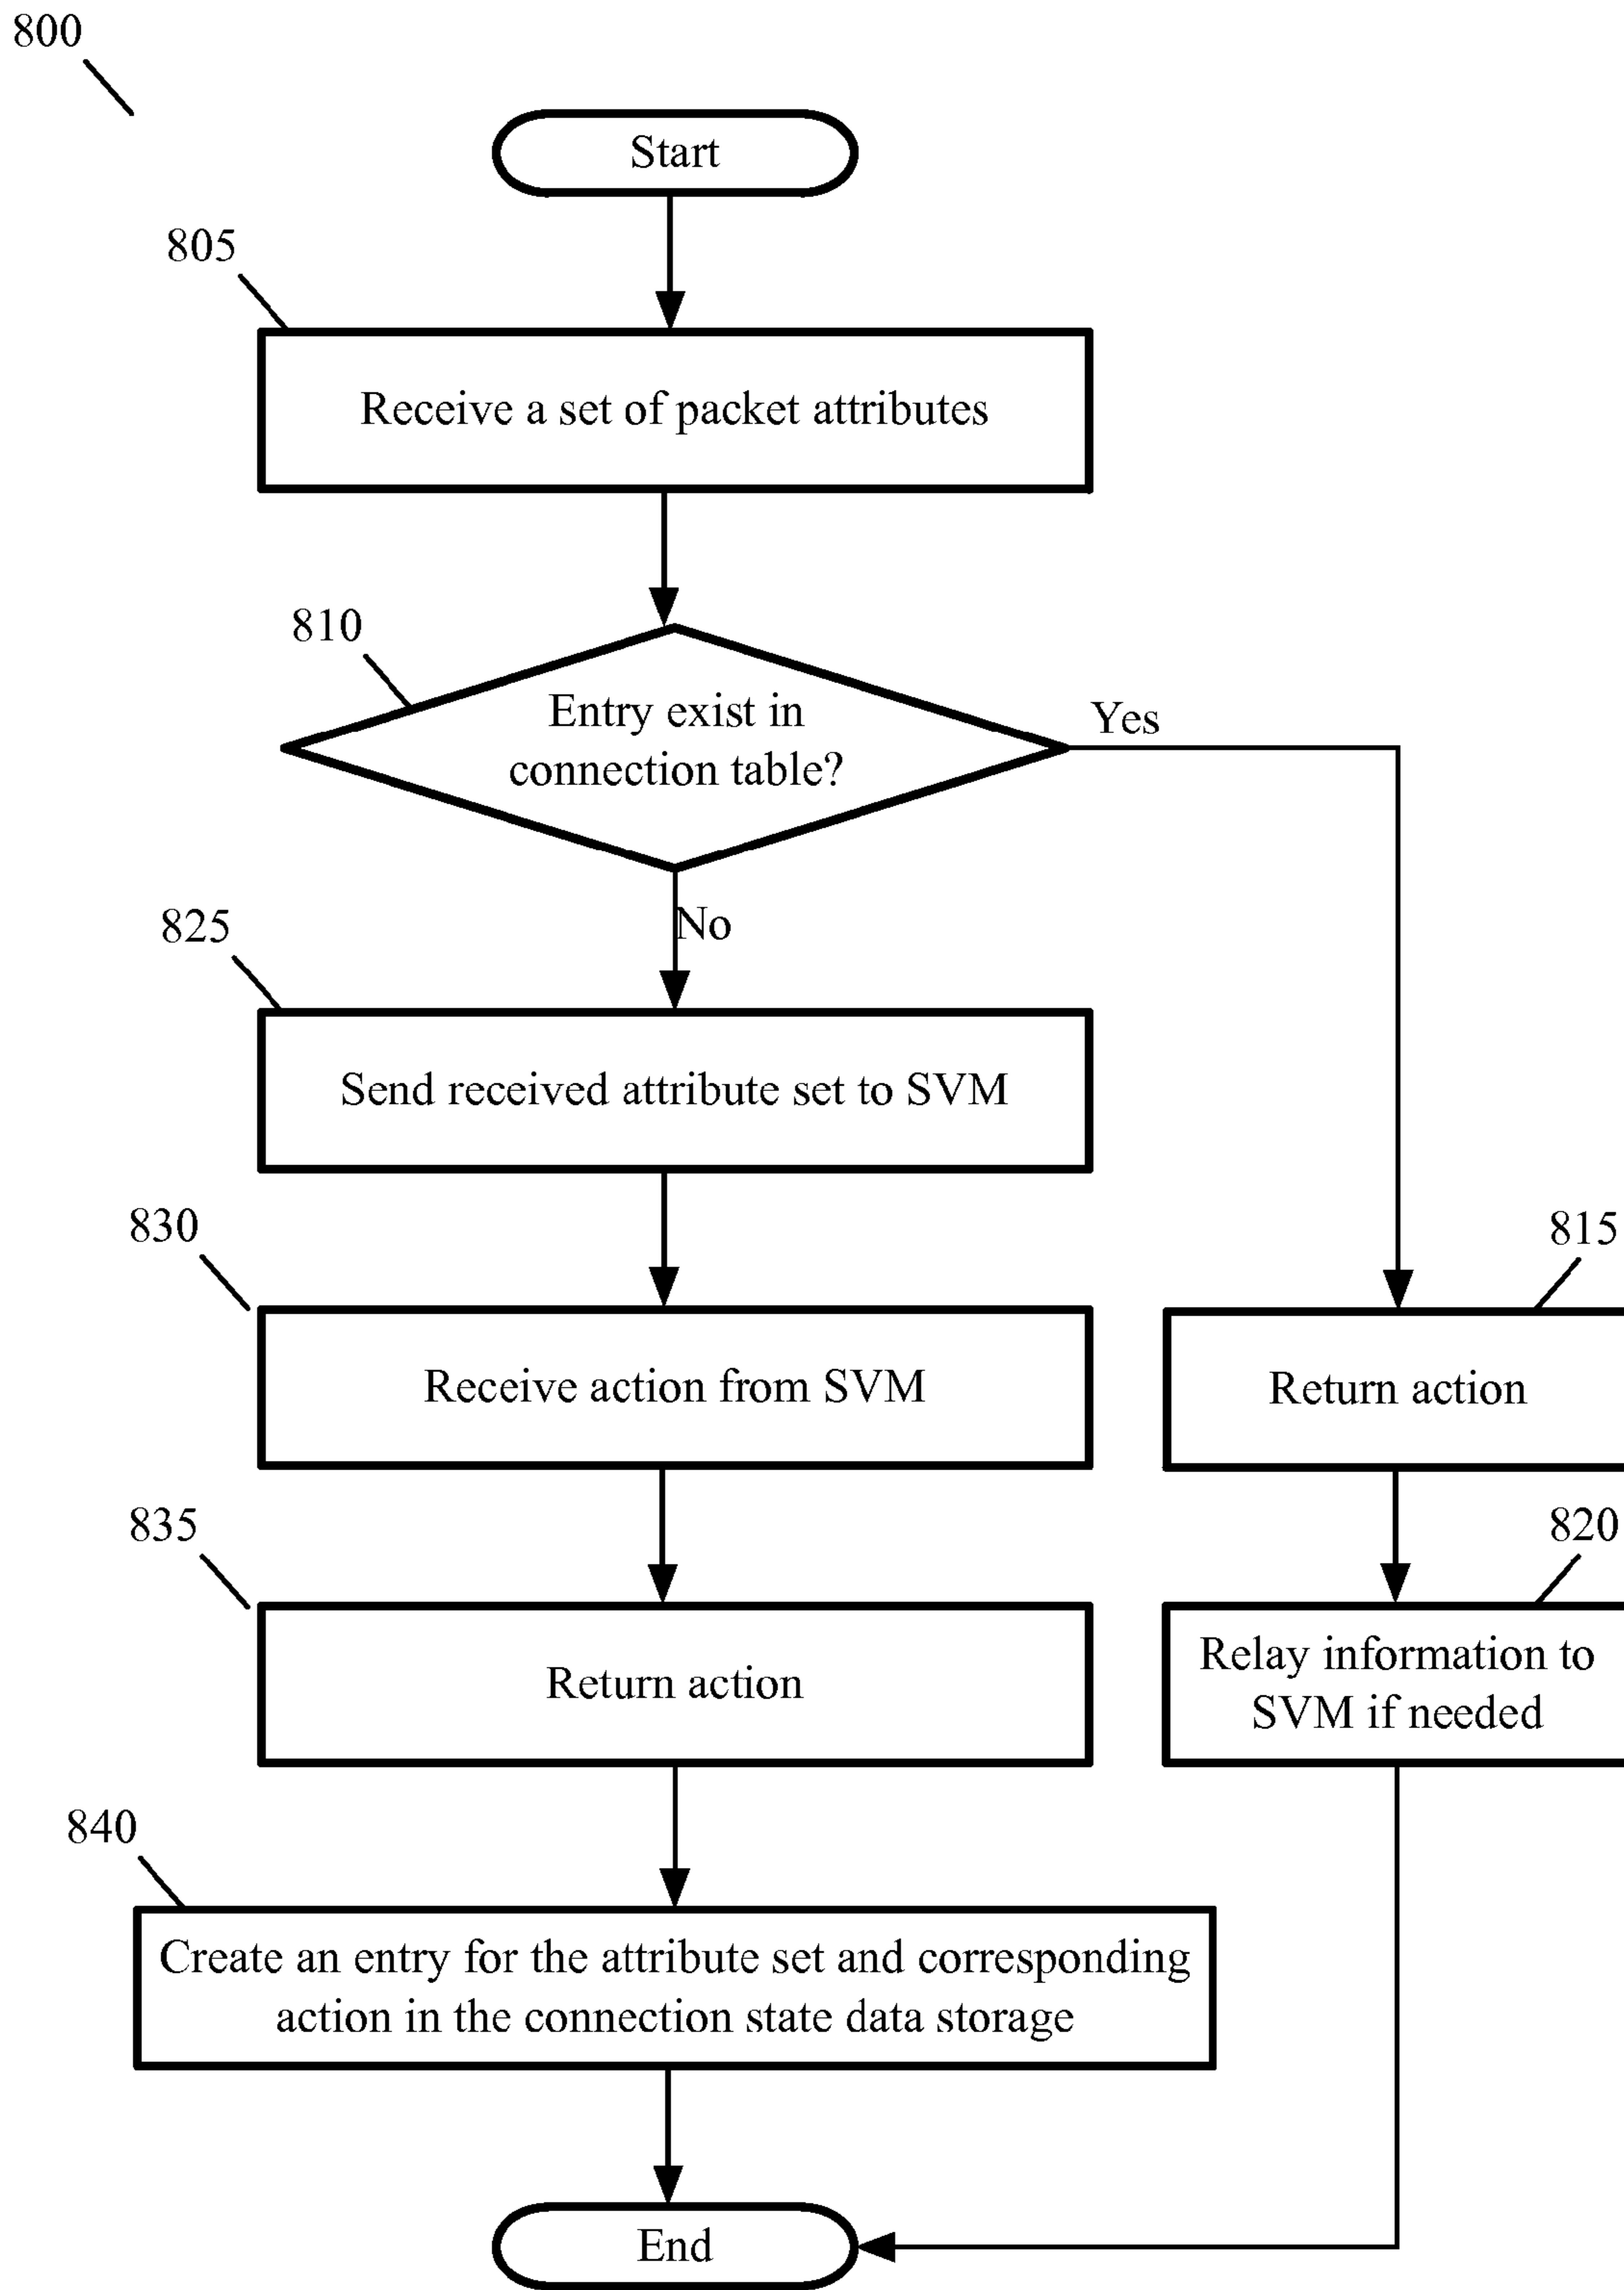 800
Start
805
Receive a set of packet attributes
810
Entry exist in
connection table?
Yes
No
825
Send received attribute set to SVM
830
Receive action from SVM
815
Return action
835
Return action
820
Relay information to
SVM if needed
840
Create an entry for the attribute set and corresponding
action in the connection state data storage
End